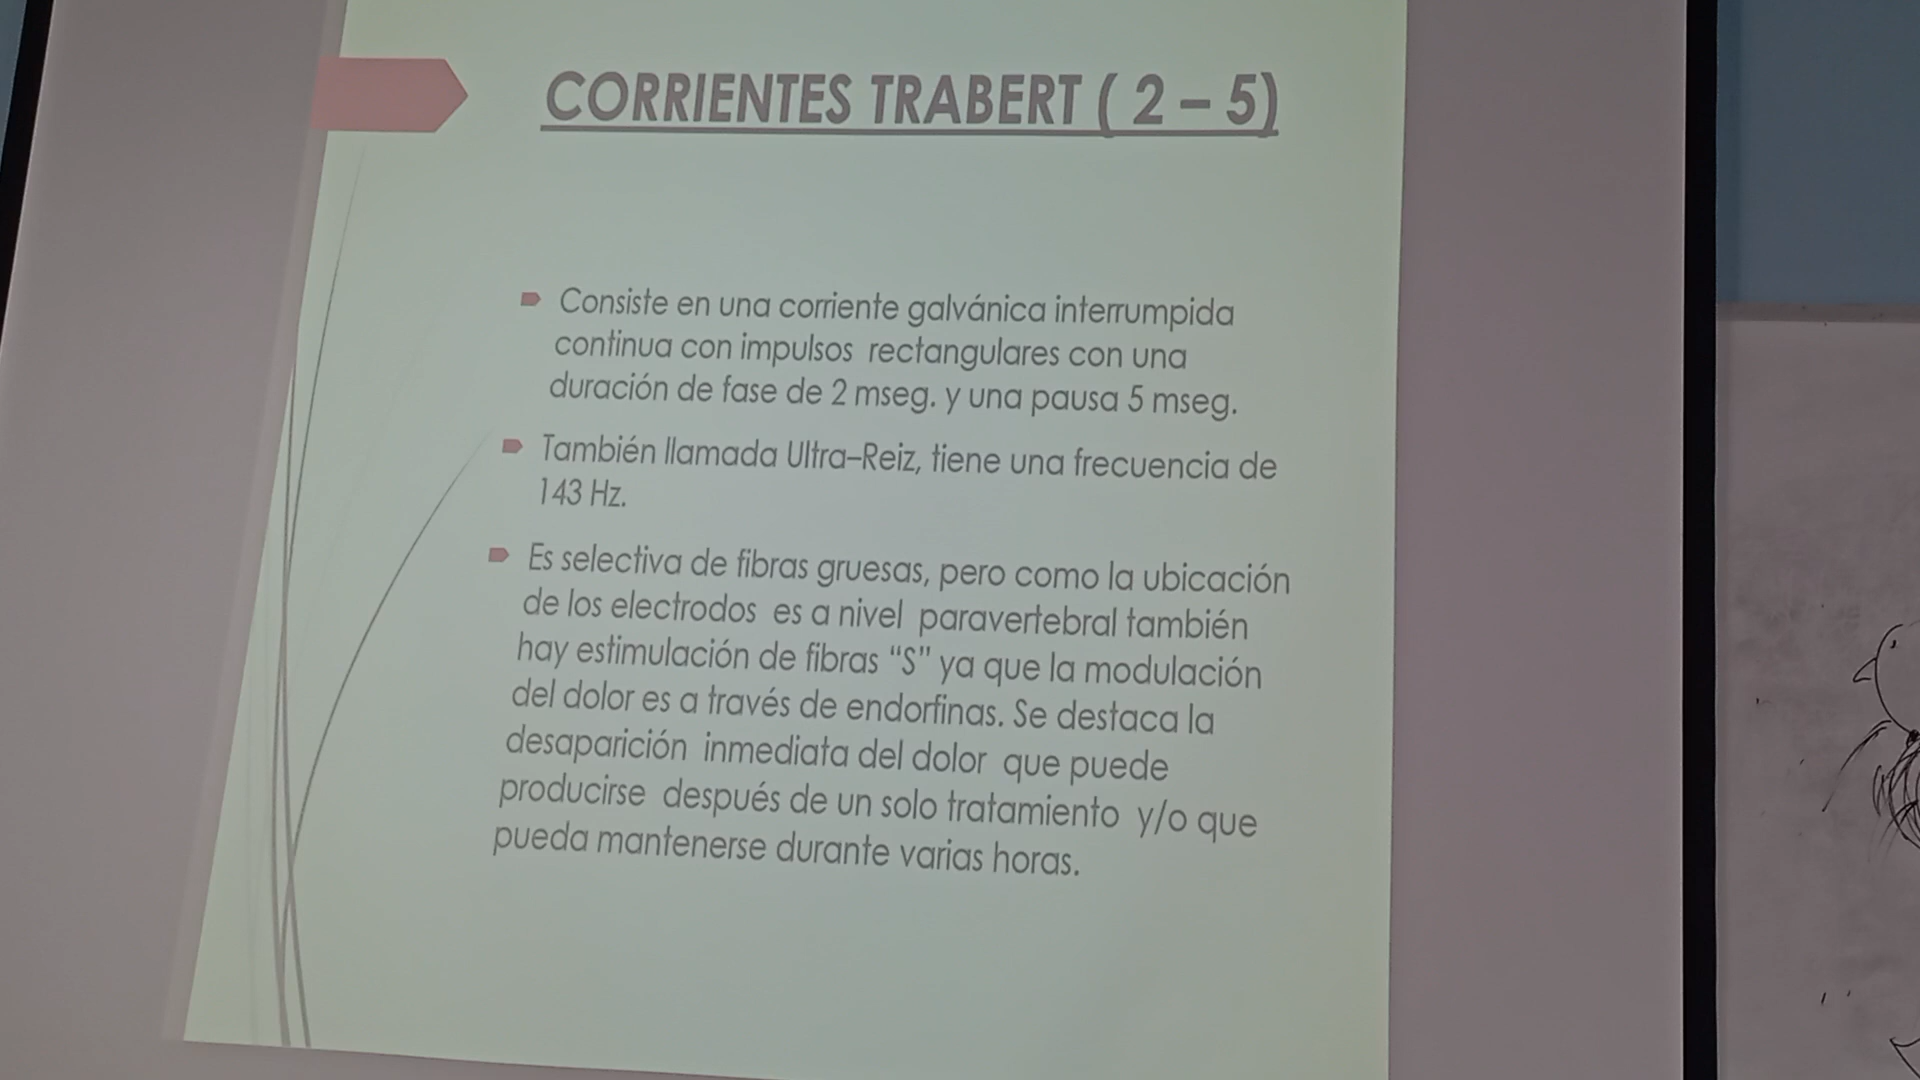 CORRIENTES TRABERT ( 2 – 5)
Consiste en una corriente galvánica interrumpida
continua con impulsos rectangulares con una
duración de fase de 2 mseg. y una pausa 5 mseg.
También llamada Ultra–Reiz, tiene una frecuencia de
143 Hz.
Es selectiva de fibras gruesas, pero como la ubicación
de los electrodos es a nivel paravertebral también
hay estimulación de fibras “S” ya que la modulación
del dolor es a través de endorfinas. Se destaca la
desaparición inmediata del dolor que puede
producirse después de un solo tratamiento y/o que
pueda mantenerse durante varias horas.